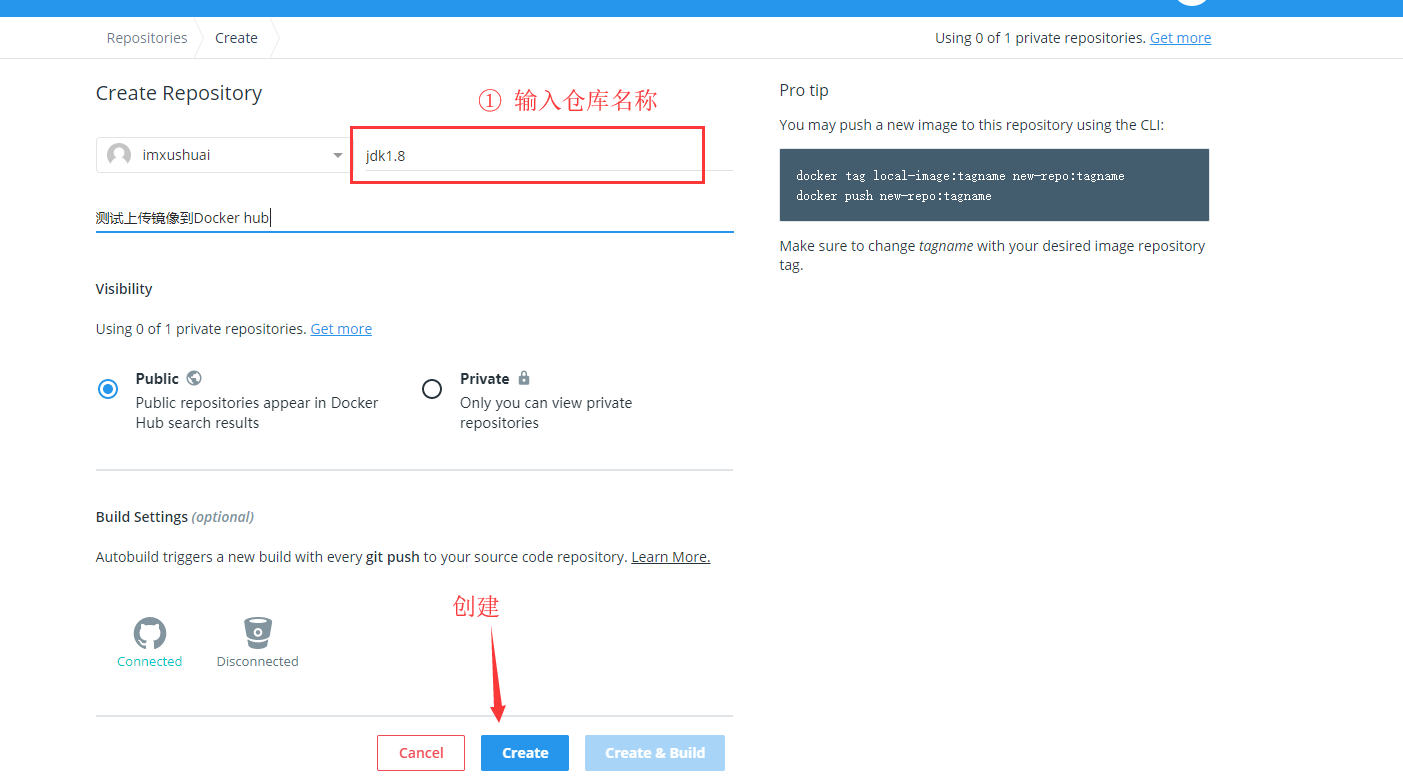 Repositories Create Using 0 of 1 private repositories. Get more
Create Repository
① 输入仓库名称
imxushuai
jdk1.8
测试上传镜像到Docker hub
Visibility
Using 0 of 1 private repositories. Get more
Public
Public repositories appear in Docker
Hub search results
Private
Only you can view private
repositories
Build Settings (optional)
Autobuild triggers a new build with every git push to your source code repository. Learn More.
Connected
Disconnected
创建
Cancel
Create
Create & Build
Pro tip
You may push a new image to this repository using the CLI:
docker tag local-image:tagname new-repo:tagname
docker push new-repo:tagname
Make sure to change tagname with your desired image repository
tag.